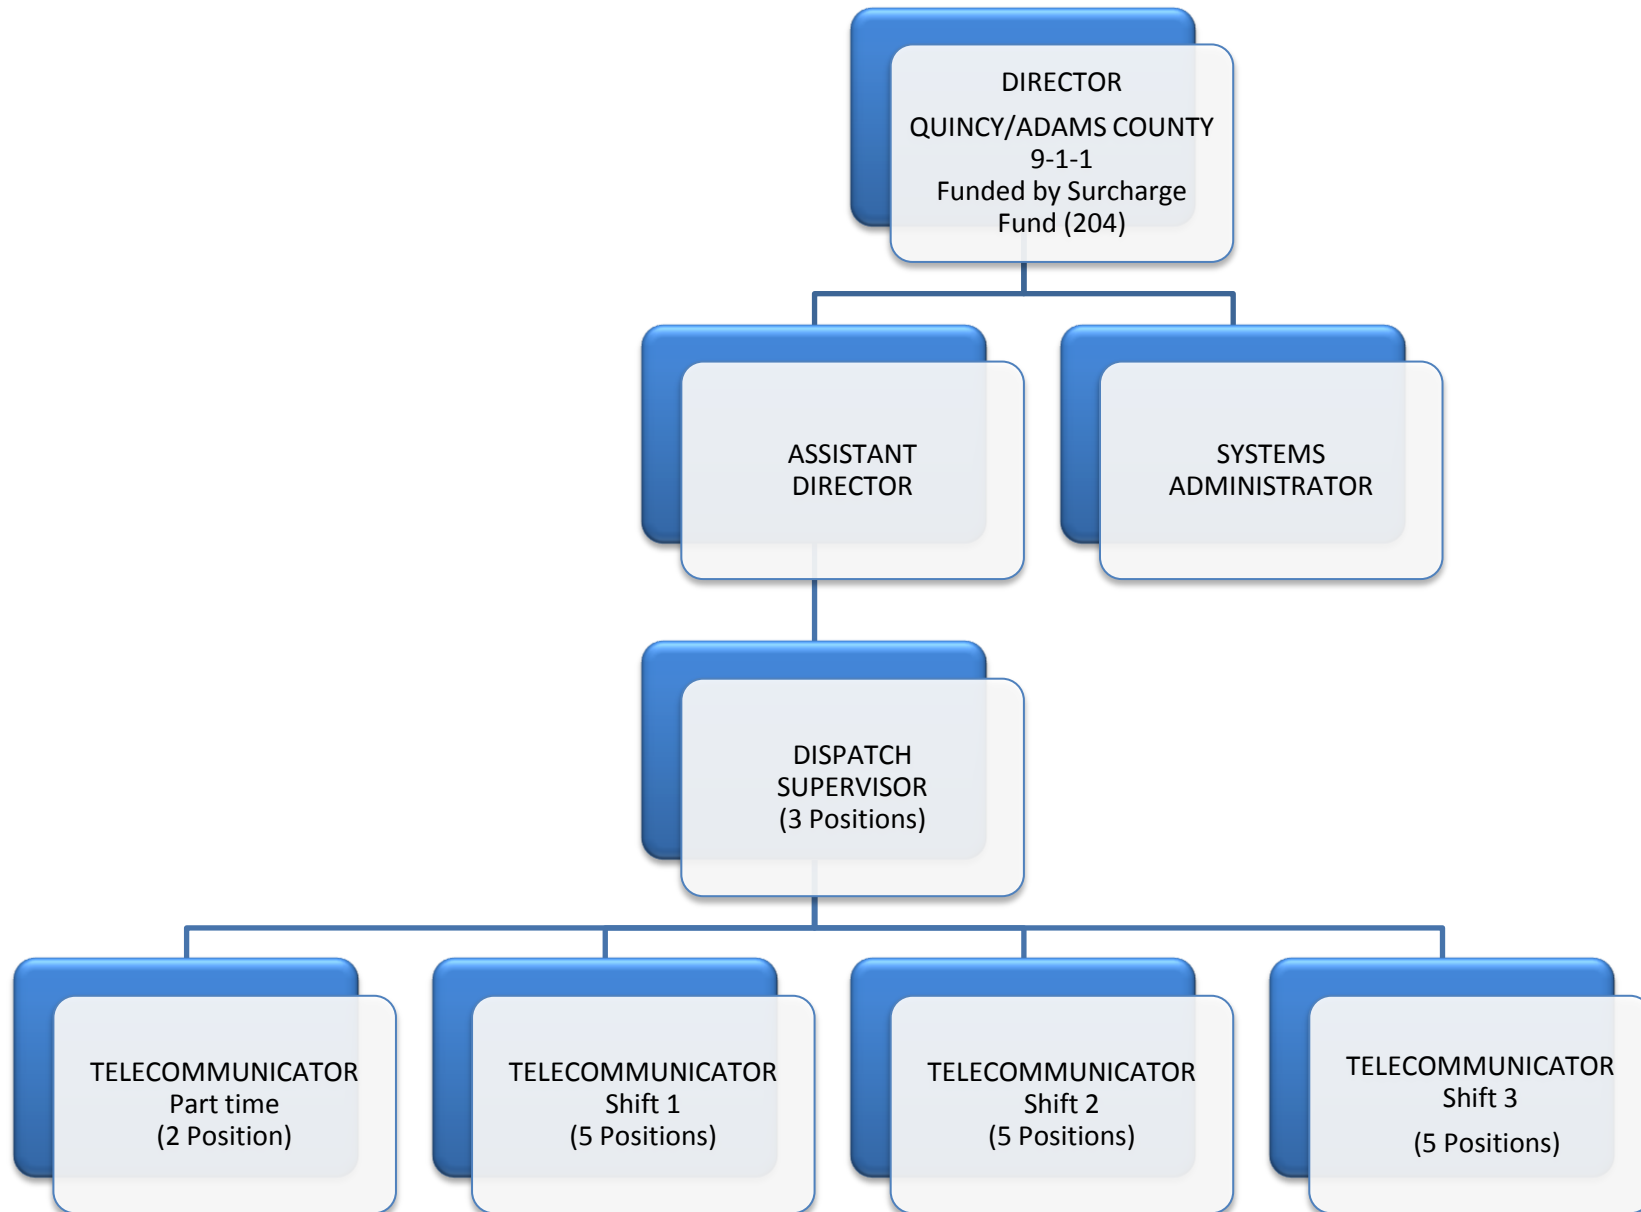 DIRECTOR
QUINCY/ADAMS COUNTY
9-1-1
Funded by Surcharge
Fund (204)
ASSISTANT
DIRECTOR
SYSTEMS
ADMINISTRATOR
DISPATCH
SUPERVISOR
(3 Positions)
TELECOMMUNICATOR
Part time
(2 Position)
TELECOMMUNICATOR
Shift 1
(5 Positions)
TELECOMMUNICATOR
Shift 2
(5 Positions)
TELECOMMUNICATOR
Shift 3
(5 Positions)